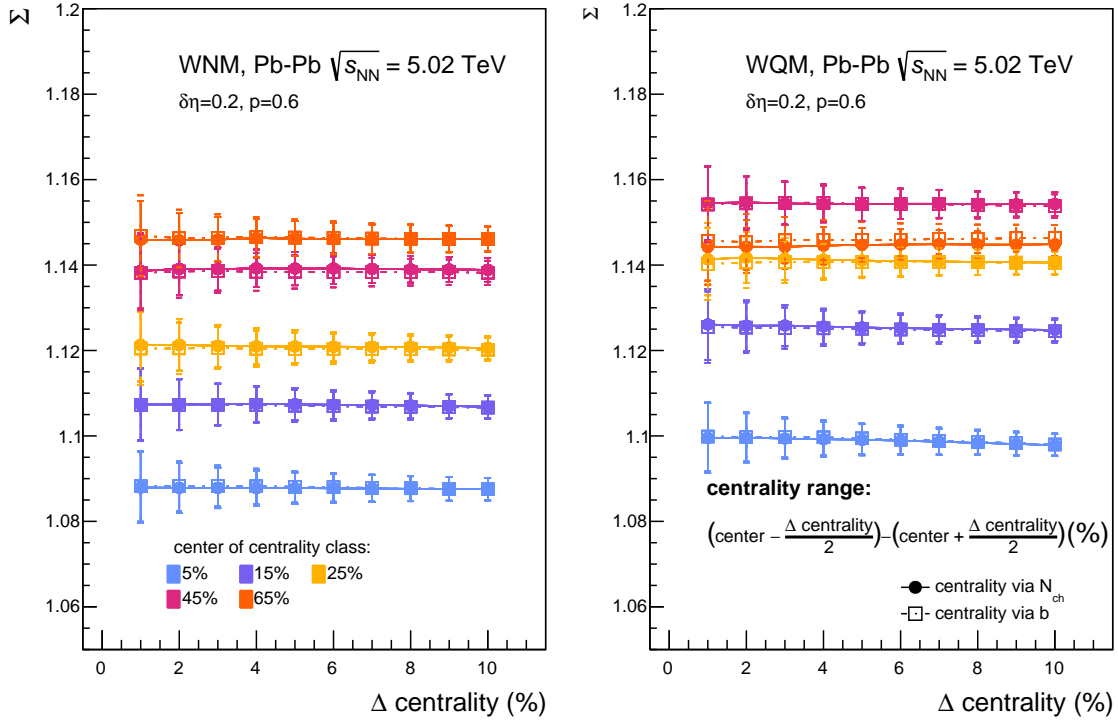 Σ
1.2
1.18
1.16
1.14
1.12
1.1
1.08
1.06
WNM, Pb-Pb √sNN = 5.02 TeV
δη=0.2, p=0.6
center of centrality class:
5% 15% 25%
45% 65%
0 2 4 6 8 10
Δ centrality (%)
Σ
1.2
1.18
1.16
1.14
1.12
1.1
1.08
1.06
WQM, Pb-Pb √sNN = 5.02 TeV
δη=0.2, p=0.6
centrality range:
(center − Δ centrality/2)−(center + Δ centrality/2)(%)
centrality via Nch
centrality via b
0 2 4 6 8 10
Δ centrality (%)